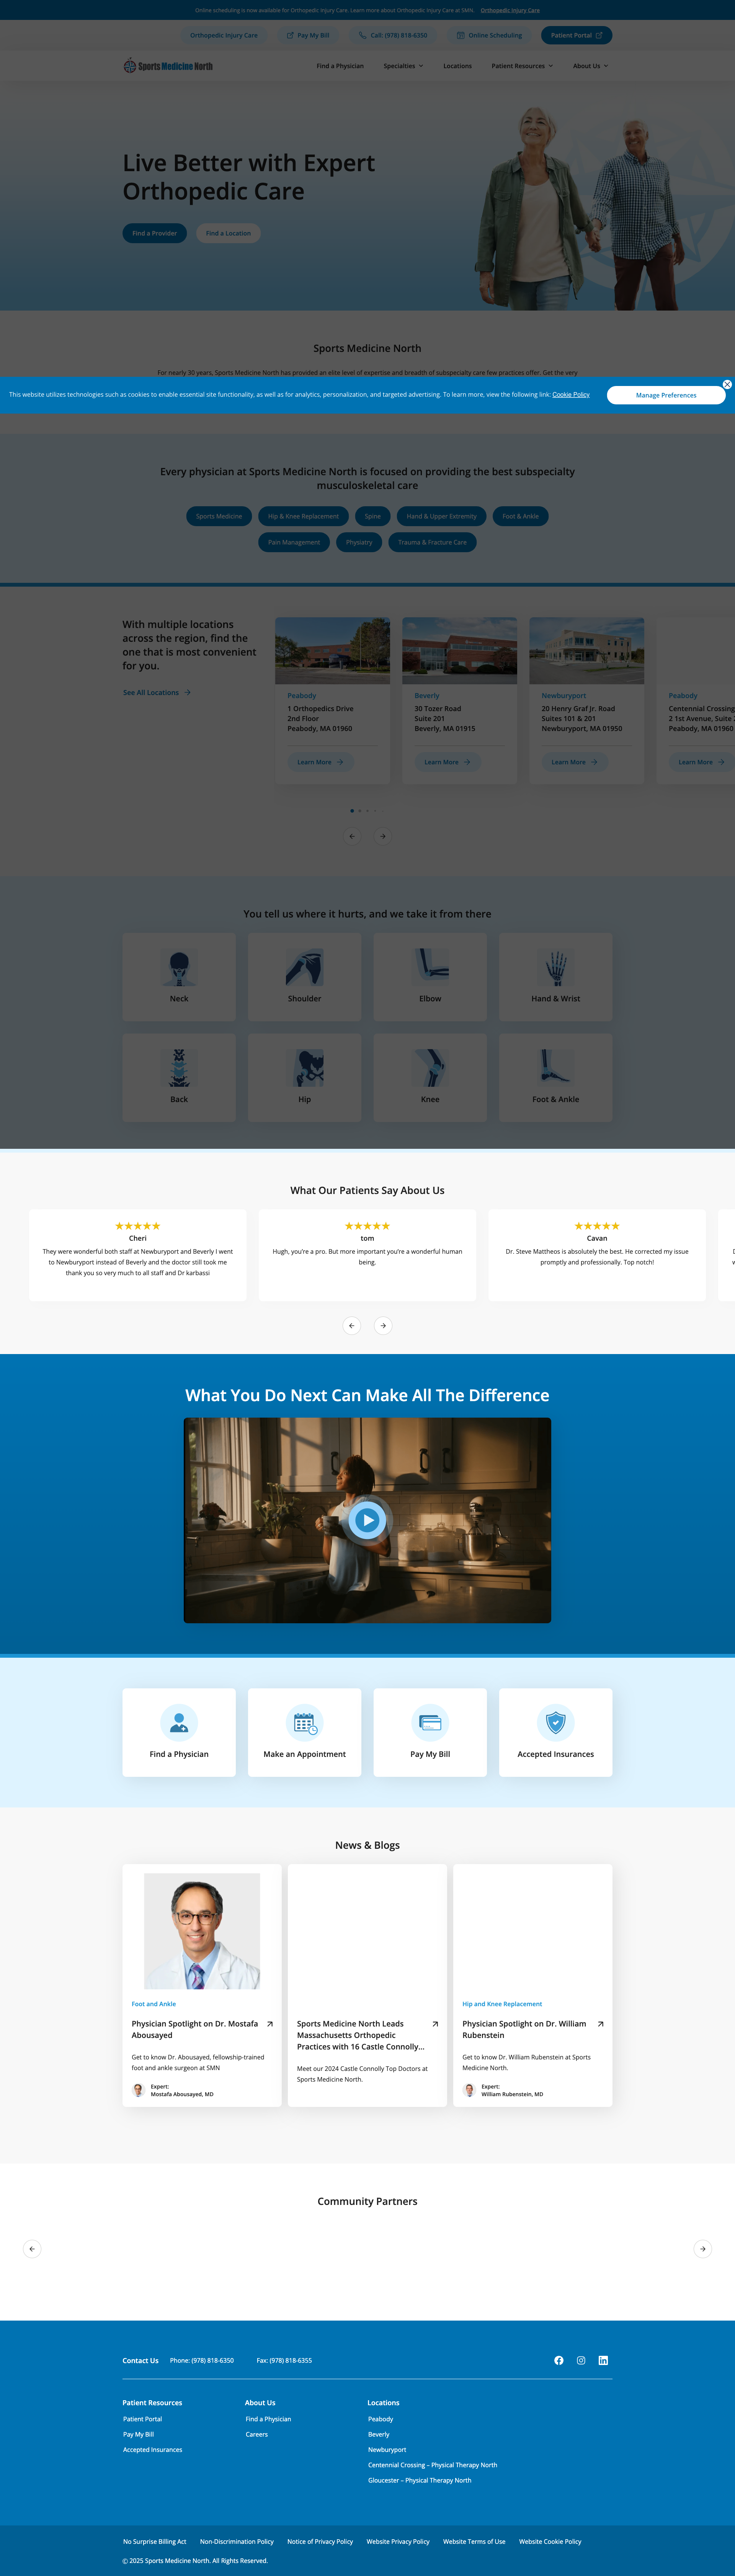 Online scheduling is now available for Orthopedic Injury Care. Learn more about Orthopedic Injury Care at SMN. Orthopedic Injury Care
Orthopedic Injury Care Pay My Bill Call: (978) 818-6350 Online Scheduling Patient Portal
Sports Medicine North Find a Physician Specialties Locations Patient Resources About Us
Live Better with Expert
Orthopedic Care
Find a Provider Find a Location
Sports Medicine North
For nearly 30 years, Sports Medicine North has provided an elite level of expertise and breadth of subspecialty care few practices offer. Get the very
This website utilizes technologies such as cookies to enable essential site functionality, as well as for analytics, personalization, and targeted advertising. To learn more, view the following link: Cookie Policy
Manage Preferences
Every physician at Sports Medicine North is focused on providing the best subspecialty
musculoskeletal care
Sports Medicine Hip & Knee Replacement Spine Hand & Upper Extremity Foot & Ankle
Pain Management Physiatry Trauma & Fracture Care
With multiple locations
across the region, find the
one that is most convenient
for you.
See All Locations
Peabody
1 Orthopedics Drive
2nd Floor
Peabody, MA 01960
Learn More
Beverly
30 Tozer Road
Suite 201
Beverly, MA 01915
Learn More
Newburyport
20 Henry Graf Jr. Road
Suites 101 & 201
Newburyport, MA 01950
Learn More
Peabody
Centennial Crossing
2 1st Avenue, Suite
Peabody, MA 01960
Learn More
You tell us where it hurts, and we take it from there
Neck Shoulder Elbow Hand & Wrist
Back Hip Knee Foot & Ankle
What Our Patients Say About Us
Cheri
They were wonderful both staff at Newburyport and Beverly I went
to Newburyport instead of Beverly and the doctor still took me
thank you so very much to all staff and Dr karbassi
tom
Hugh, you're a pro. But more important you're a wonderful human
being.
Cavan
Dr. Steve Mattheos is absolutely the best. He corrected my issue
promptly and professionally. Top notch!
What You Do Next Can Make All The Difference
Find a Physician Make an Appointment Pay My Bill Accepted Insurances
News & Blogs
Foot and Ankle
Physician Spotlight on Dr. Mostafa
Abousayed
Get to know Dr. Abousayed, fellowship-trained
foot and ankle surgeon at SMN
Expert:
Mostafa Abousayed, MD
Sports Medicine North Leads
Massachusetts Orthopedic
Practices with 16 Castle Connolly...
Meet our 2024 Castle Connolly Top Doctors at
Sports Medicine North.
Hip and Knee Replacement
Physician Spotlight on Dr. William
Rubenstein
Get to know Dr. William Rubenstein at Sports
Medicine North.
Expert:
William Rubenstein, MD
Community Partners
Contact Us Phone: (978) 818-6350 Fax: (978) 818-6355
Patient Resources
Patient Portal
Pay My Bill
Accepted Insurances
About Us
Find a Physician
Careers
Locations
Peabody
Beverly
Newburyport
Centennial Crossing – Physical Therapy North
Gloucester – Physical Therapy North
No Surprise Billing Act Non-Discrimination Policy Notice of Privacy Policy Website Privacy Policy Website Terms of Use Website Cookie Policy
© 2025 Sports Medicine North. All Rights Reserved.